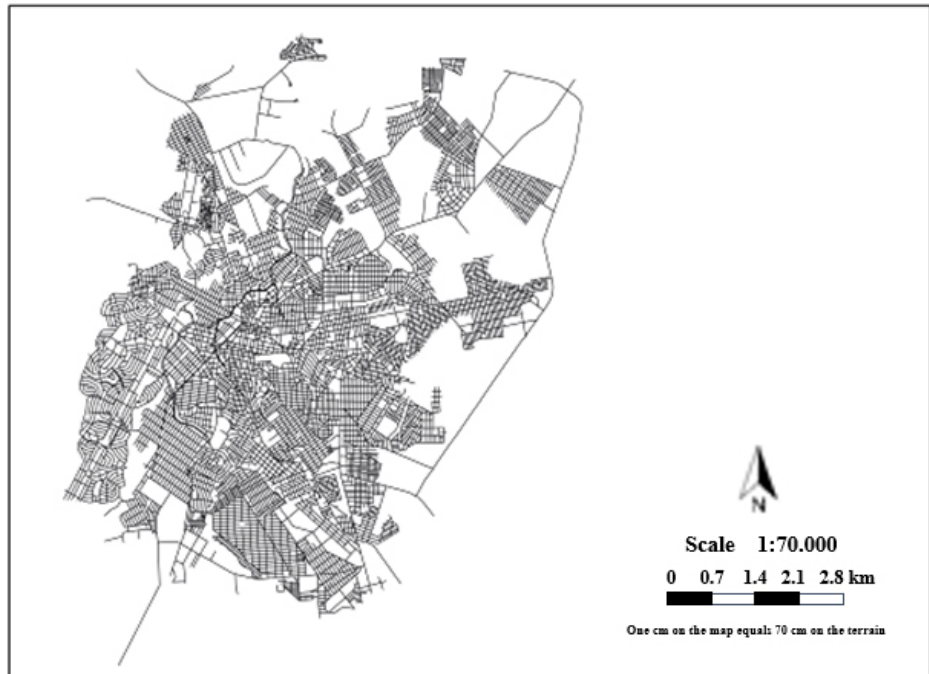 N
Scale 1:70.000
0 0.7 1.4 2.1 2.8 km
One cm on the map equals 70 cm on the terrain